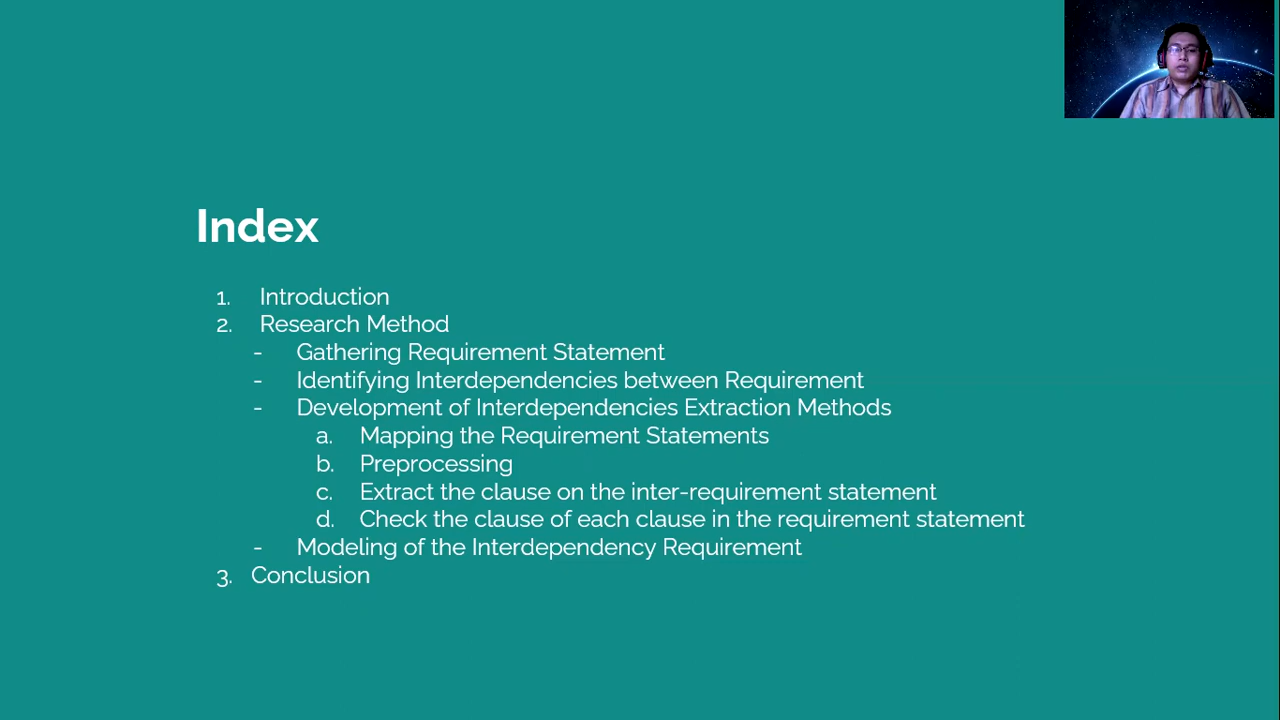 Index
1. Introduction
2. Research Method
- Gathering Requirement Statement
- Identifying Interdependencies between Requirement
- Development of Interdependencies Extraction Methods
a. Mapping the Requirement Statements
b. Preprocessing
c. Extract the clause on the inter-requirement statement
d. Check the clause of each clause in the requirement statement
- Modeling of the Interdependency Requirement
3. Conclusion